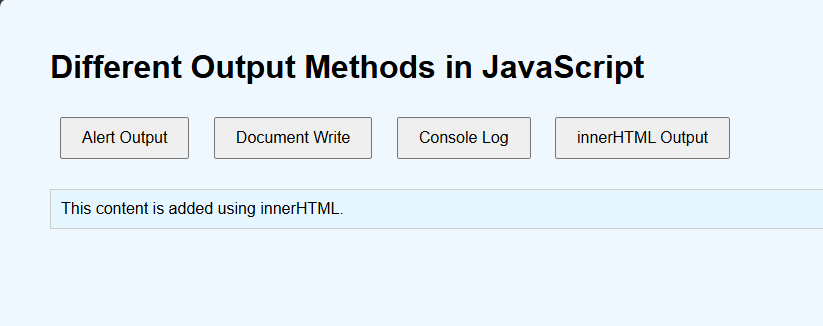 Different Output Methods in JavaScript
Alert Output Document Write Console Log innerHTML Output
This content is added using innerHTML.